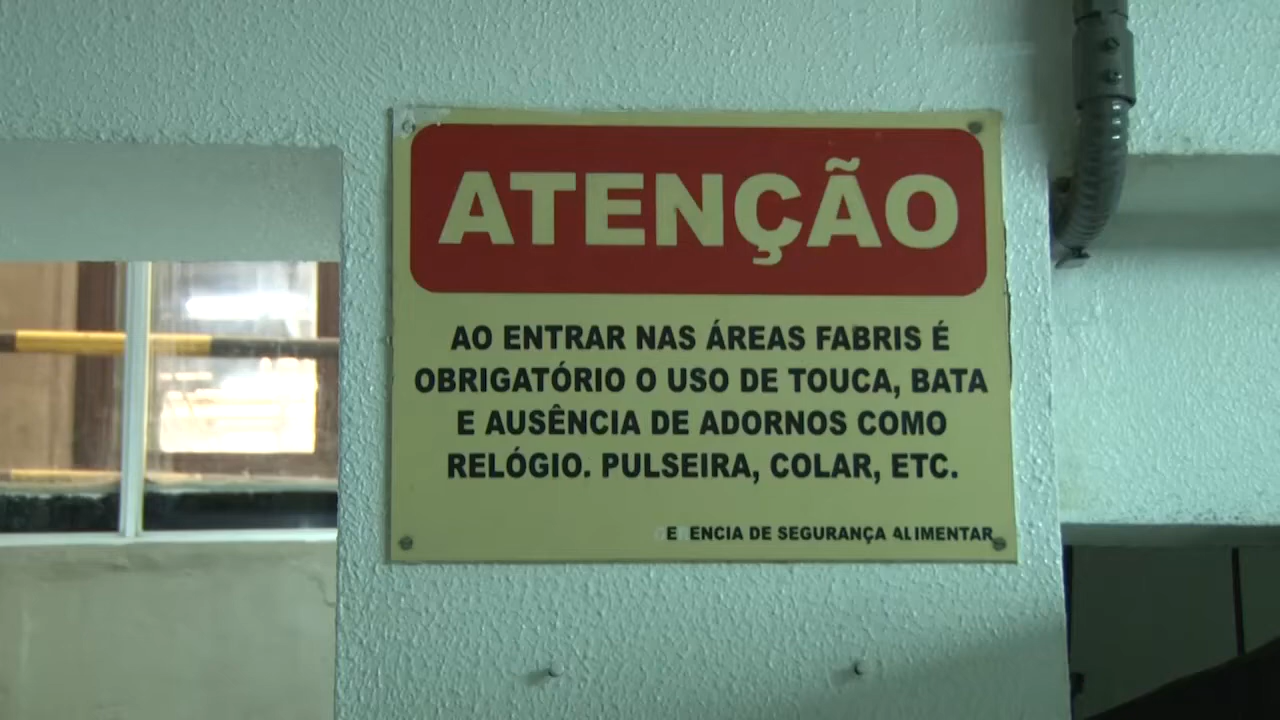 ATENÇÃO
AO ENTRAR NAS ÁREAS FABRIS É
OBRIGATÓRIO O USO DE TOUCA, BATA
E AUSÊNCIA DE ADORNOS COMO
RELÓGIO. PULSEIRA, COLAR, ETC.
GERENCIA DE SEGURANÇA ALIMENTAR